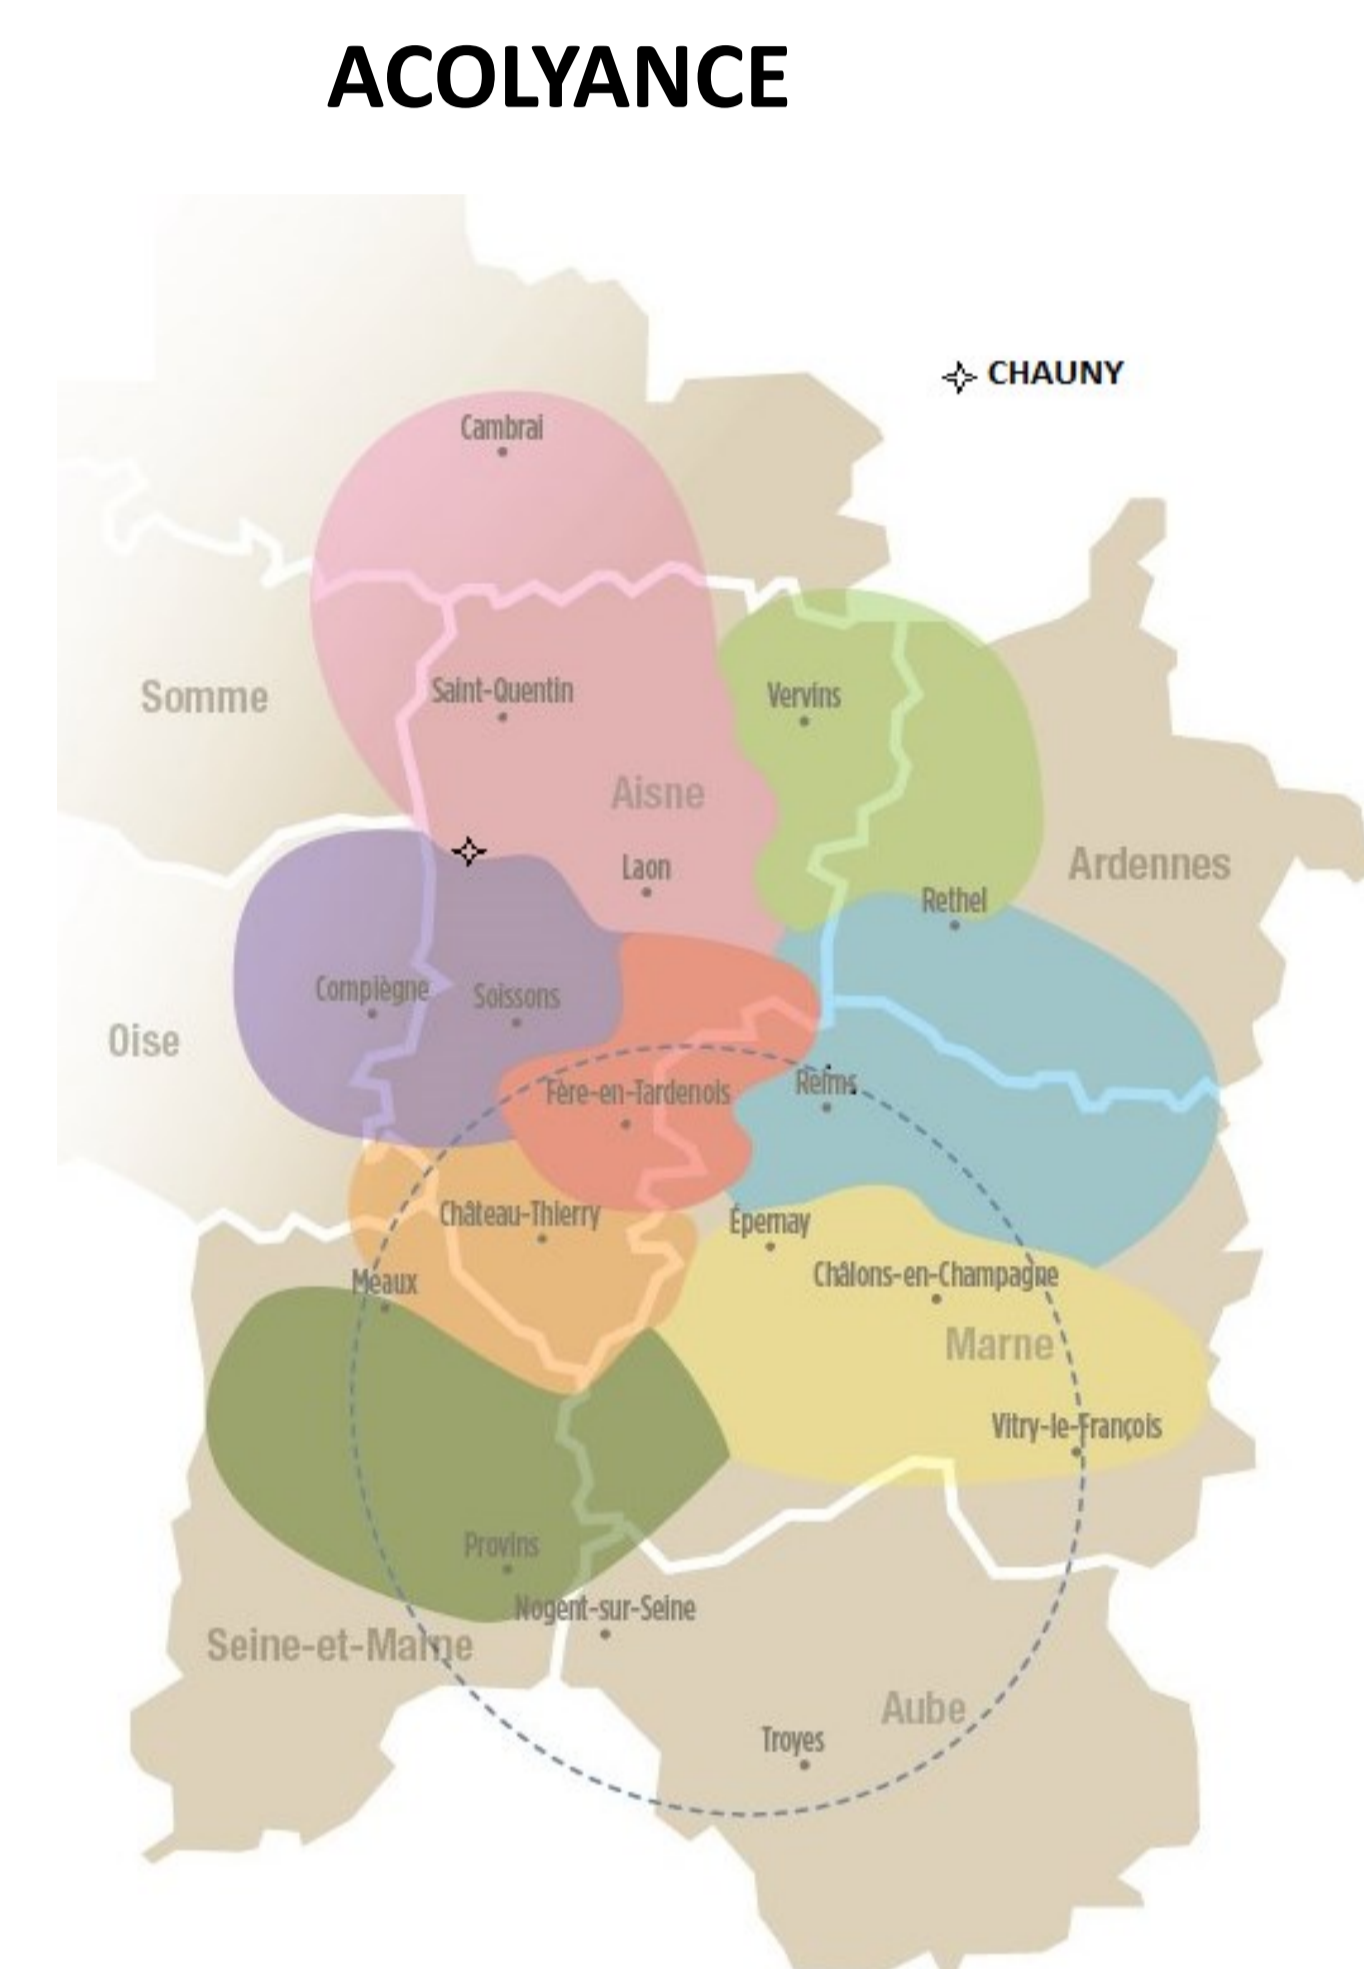 ACOLYANCE
CHAUNY
Cambrai
Somme
Saint-Quentin
Vervins
Aisne
Laon
Ardennes
Rethel
Compiègne
Soissons
Oise
Fère-en-Tardenois
Reims
Château-Thierry
Épernay
Meaux
Châlons-en-Champagne
Marne
Vitry-le-François
Provins
Nogent-sur-Seine
Seine-et-Marne
Aube
Troyes